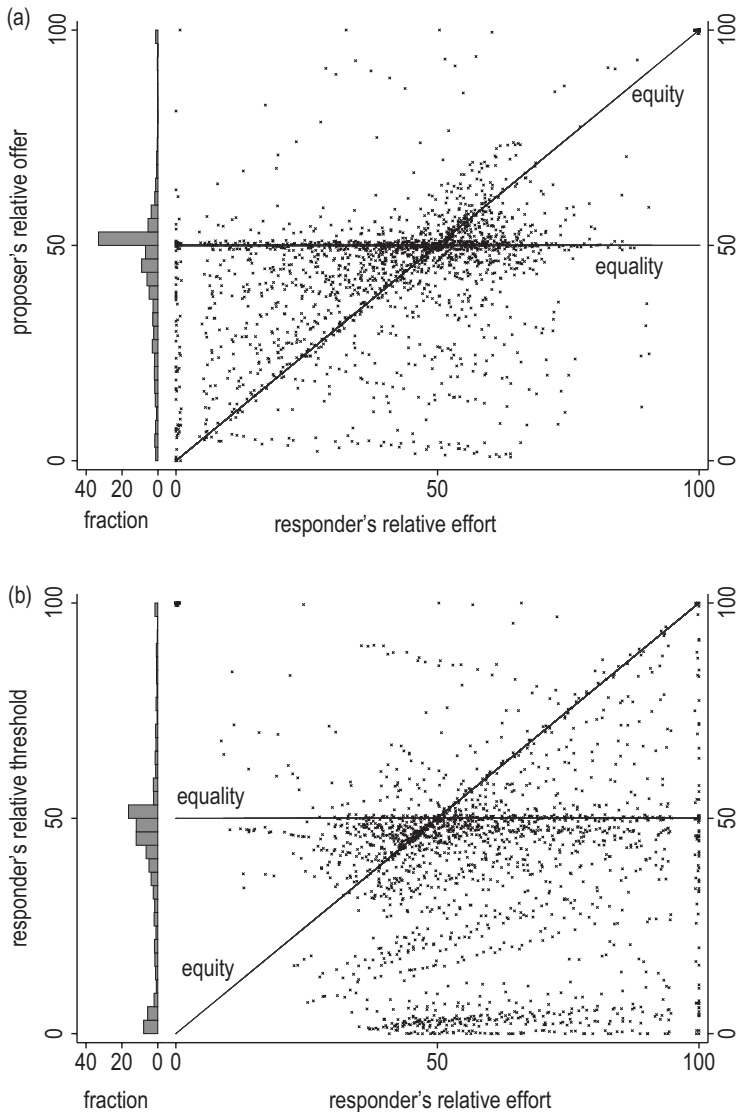 (a)
100
100
equity
proposer's relative offer
50
50
equality
0
0
40
20
0
0
50
100
fraction
responder's relative effort
(b)
100
100
responder's relative threshold
equality
50
50
equity
0
0
40
20
0
0
50
100
fraction
responder's relative effort